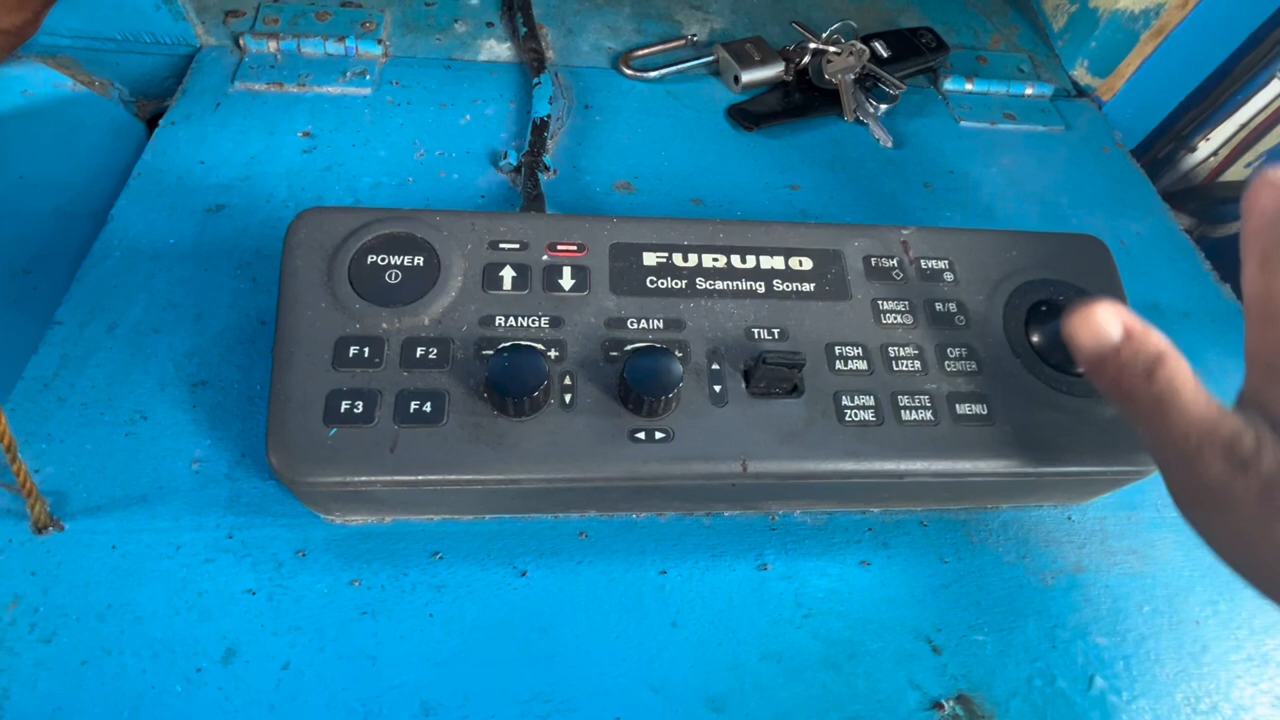 POWER
FURUNO
Color Scanning Sonar
FISH
EVENT
TARGET
LOCK
R/B
RANGE
GAIN
TILT
F1
F2
- +
- +
FISH
ALARM
STABI-
LIZER
OFF
CENTER
F3
F4
ALARM
ZONE
DELETE
MARK
MENU